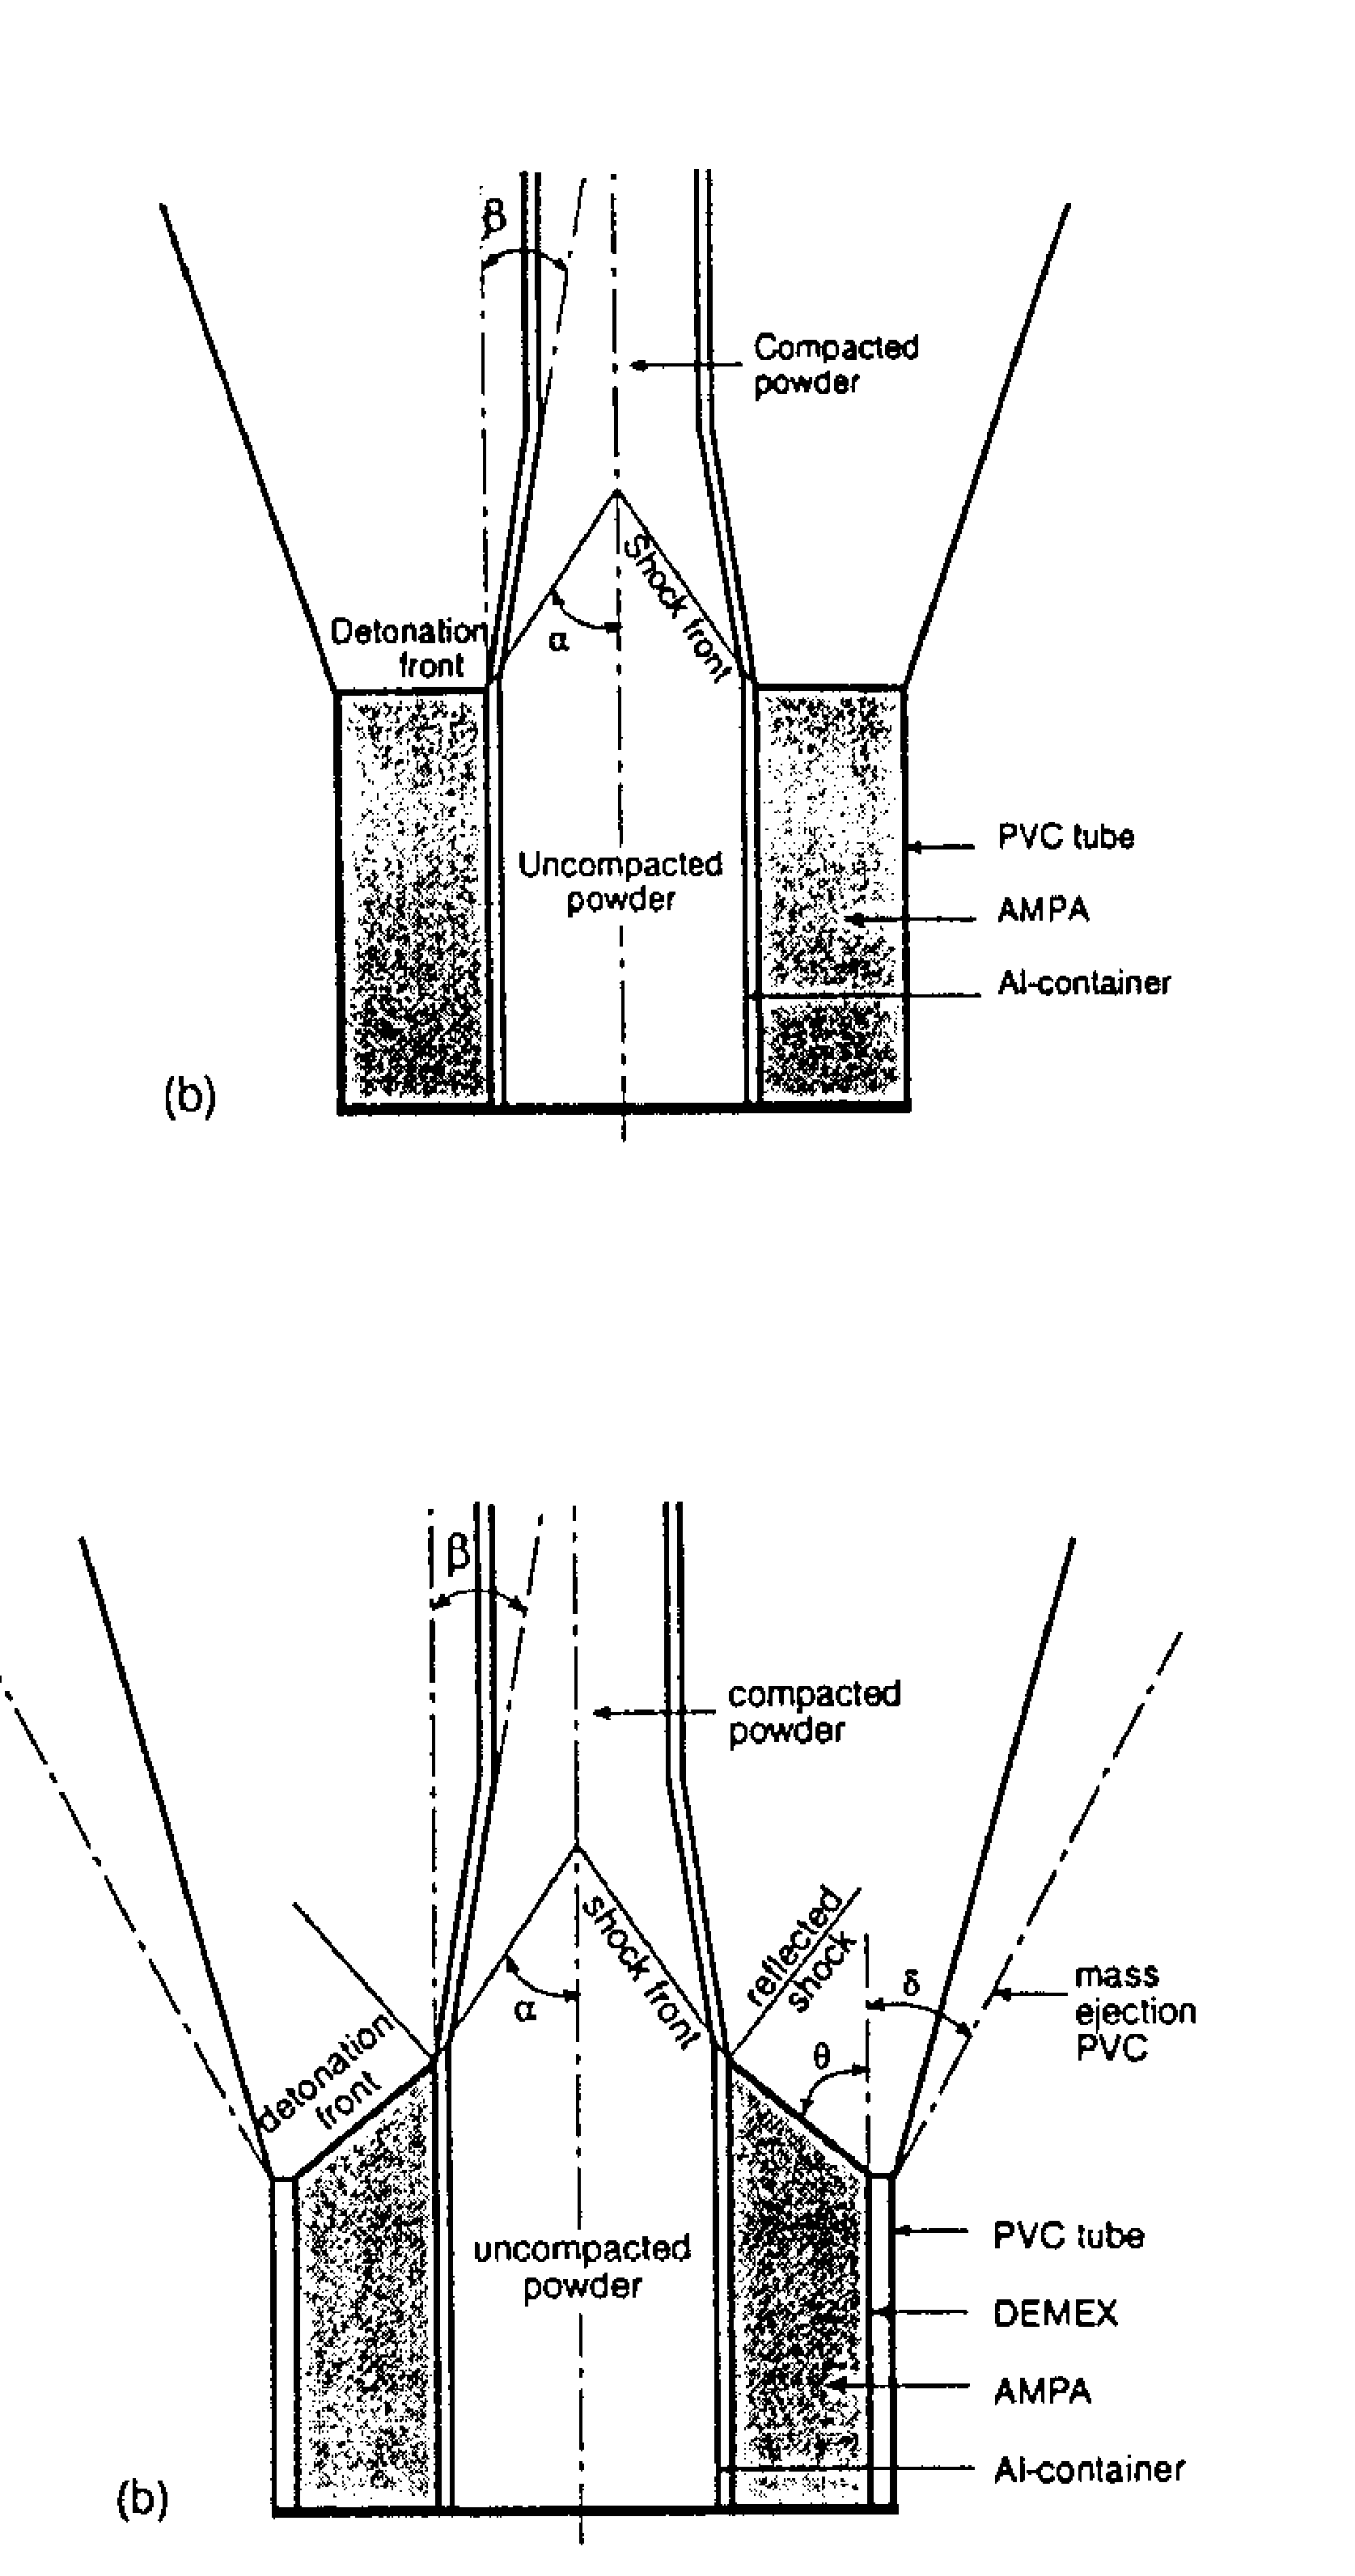 β
Compacted
powder
Shock front
α
Detonation
front
Uncompacted
powder
PVC tube
AMPA
Al-container
(b)
β
compacted
powder
shock front
α
reflected
shock
δ
θ
mass
ejection
PVC
detonation
front
uncompacted
powder
PVC tube
DEMEX
AMPA
Al-container
(b)